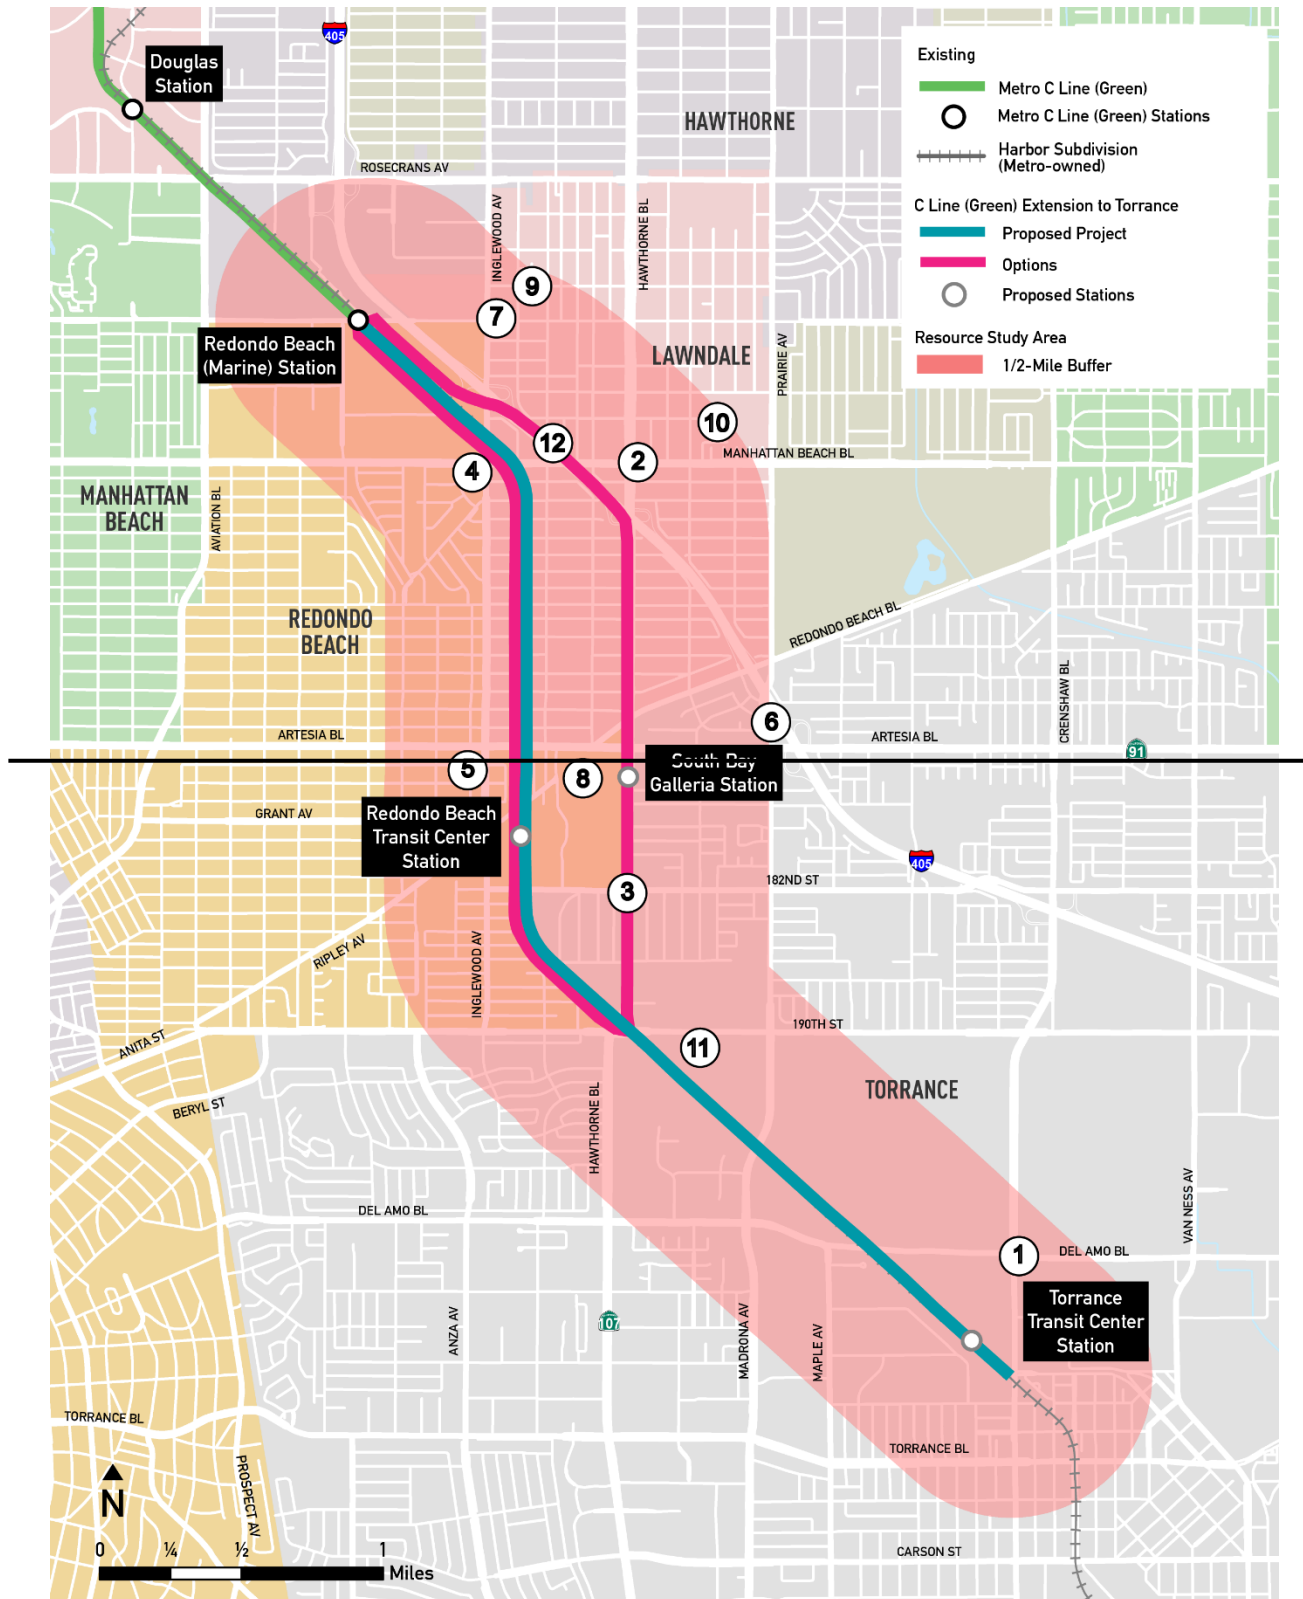 405
Douglas
Station
HAWTHORNE
ROSECRANS AV
INGLEWOOD AV
HAWTHORNE BL
Existing
Metro C Line (Green)
Metro C Line (Green) Stations
Harbor Subdivision
(Metro-owned)
C Line (Green) Extension to Torrance
Proposed Project
Options
Proposed Stations
Resource Study Area
1/2-Mile Buffer
9
7
Redondo Beach
(Marine) Station
LAWNDALE
PRAIRIE AV
10
12
2
4
MANHATTAN BEACH BL
MANHATTAN
BEACH
AVIATION BL
REDONDO
BEACH
REDONDO BEACH BL
CRENSHAW BL
6
ARTESIA BL
ARTESIA BL
91
5
8
South Bay
Galleria Station
GRANT AV
Redondo Beach
Transit Center
Station
405
182ND ST
3
RIPLEY AV
INGLEWOOD AV
190TH ST
ANITA ST
11
TORRANCE
BERYL ST
HAWTHORNE BL
DEL AMO BL
VAN NESS AV
1
DEL AMO BL
Torrance
Transit Center
Station
107
ANZA AV
MADRONA AV
MAPLE AV
TORRANCE BL
TORRANCE BL
PROSPECT AV
N
CARSON ST
0 ¼ ½ 1
Miles